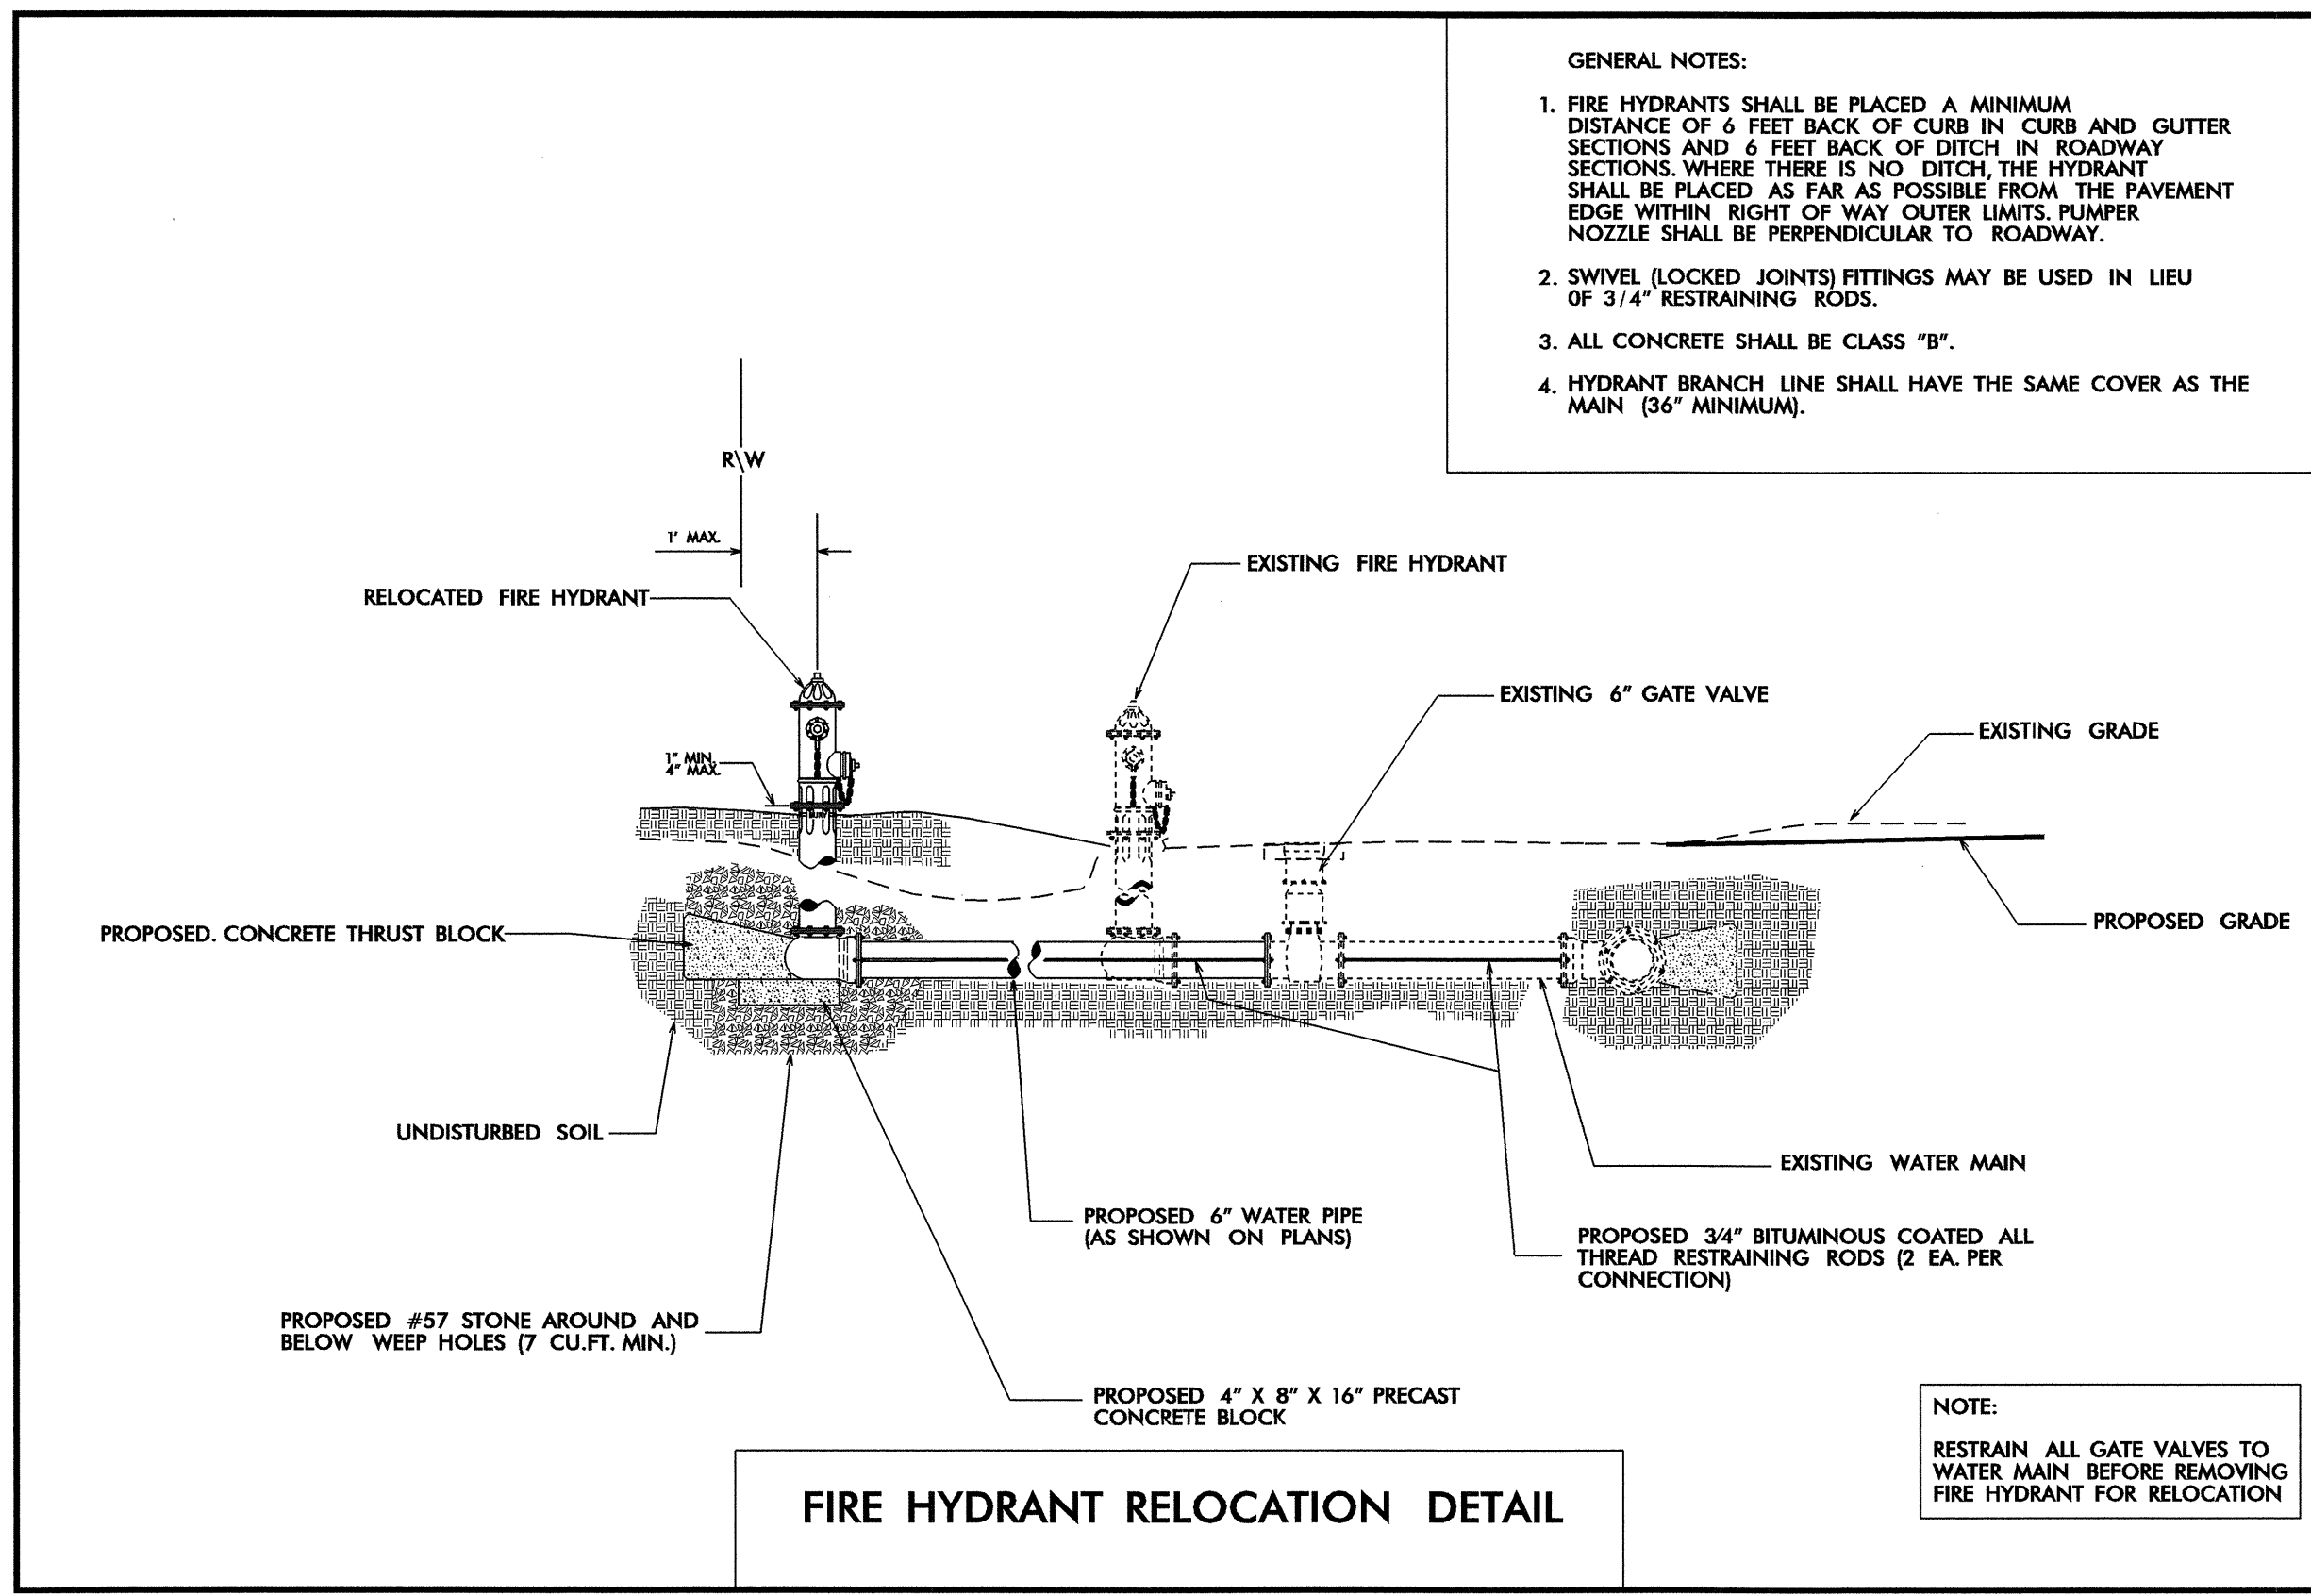 GENERAL NOTES:
1. FIRE HYDRANTS SHALL BE PLACED A MINIMUM
DISTANCE OF 6 FEET BACK OF CURB IN CURB AND GUTTER
SECTIONS AND 6 FEET BACK OF DITCH IN ROADWAY
SECTIONS. WHERE THERE IS NO DITCH, THE HYDRANT
SHALL BE PLACED AS FAR AS POSSIBLE FROM THE PAVEMENT
EDGE WITHIN RIGHT OF WAY OUTER LIMITS. PUMPER
NOZZLE SHALL BE PERPENDICULAR TO ROADWAY.
2. SWIVEL (LOCKED JOINTS) FITTINGS MAY BE USED IN LIEU
OF 3/4" RESTRAINING RODS.
3. ALL CONCRETE SHALL BE CLASS "B".
4. HYDRANT BRANCH LINE SHALL HAVE THE SAME COVER AS THE
MAIN (36" MINIMUM).
R\W
1' MAX.
EXISTING FIRE HYDRANT
RELOCATED FIRE HYDRANT
EXISTING 6" GATE VALVE
EXISTING GRADE
1" MIN.
4" MAX.
BURY
PROPOSED. CONCRETE THRUST BLOCK
PROPOSED GRADE
UNDISTURBED SOIL
EXISTING WATER MAIN
PROPOSED 6" WATER PIPE
(AS SHOWN ON PLANS)
PROPOSED 3/4" BITUMINOUS COATED ALL
THREAD RESTRAINING RODS (2 EA. PER
CONNECTION)
PROPOSED #57 STONE AROUND AND
BELOW WEEP HOLES (7 CU.FT. MIN.)
PROPOSED 4" X 8" X 16" PRECAST
CONCRETE BLOCK
NOTE:
RESTRAIN ALL GATE VALVES TO
WATER MAIN BEFORE REMOVING
FIRE HYDRANT FOR RELOCATION
FIRE HYDRANT RELOCATION DETAIL